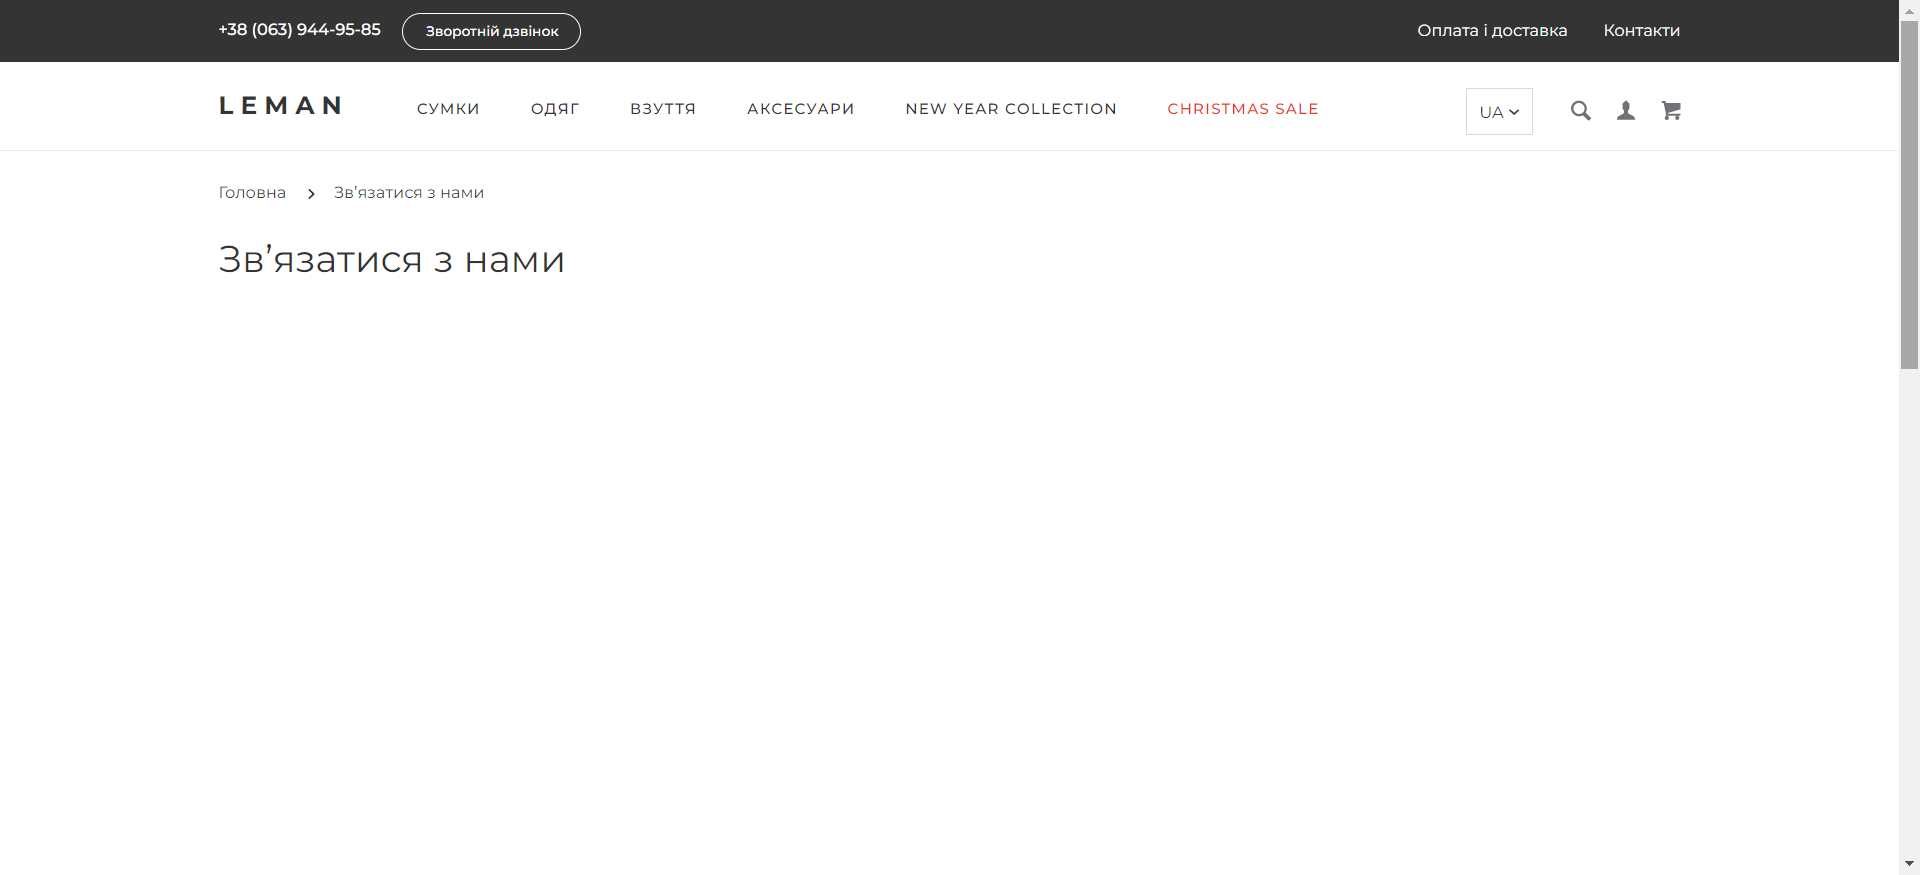 +38 (063) 944-95-85 Зворотній дзвінок Оплата і доставка Контакти
LEMAN СУМКИ ОДЯГ ВЗУТТЯ АКСЕСУАРИ NEW YEAR COLLECTION CHRISTMAS SALE UA
Головна Зв’язатися з нами
Зв’язатися з нами